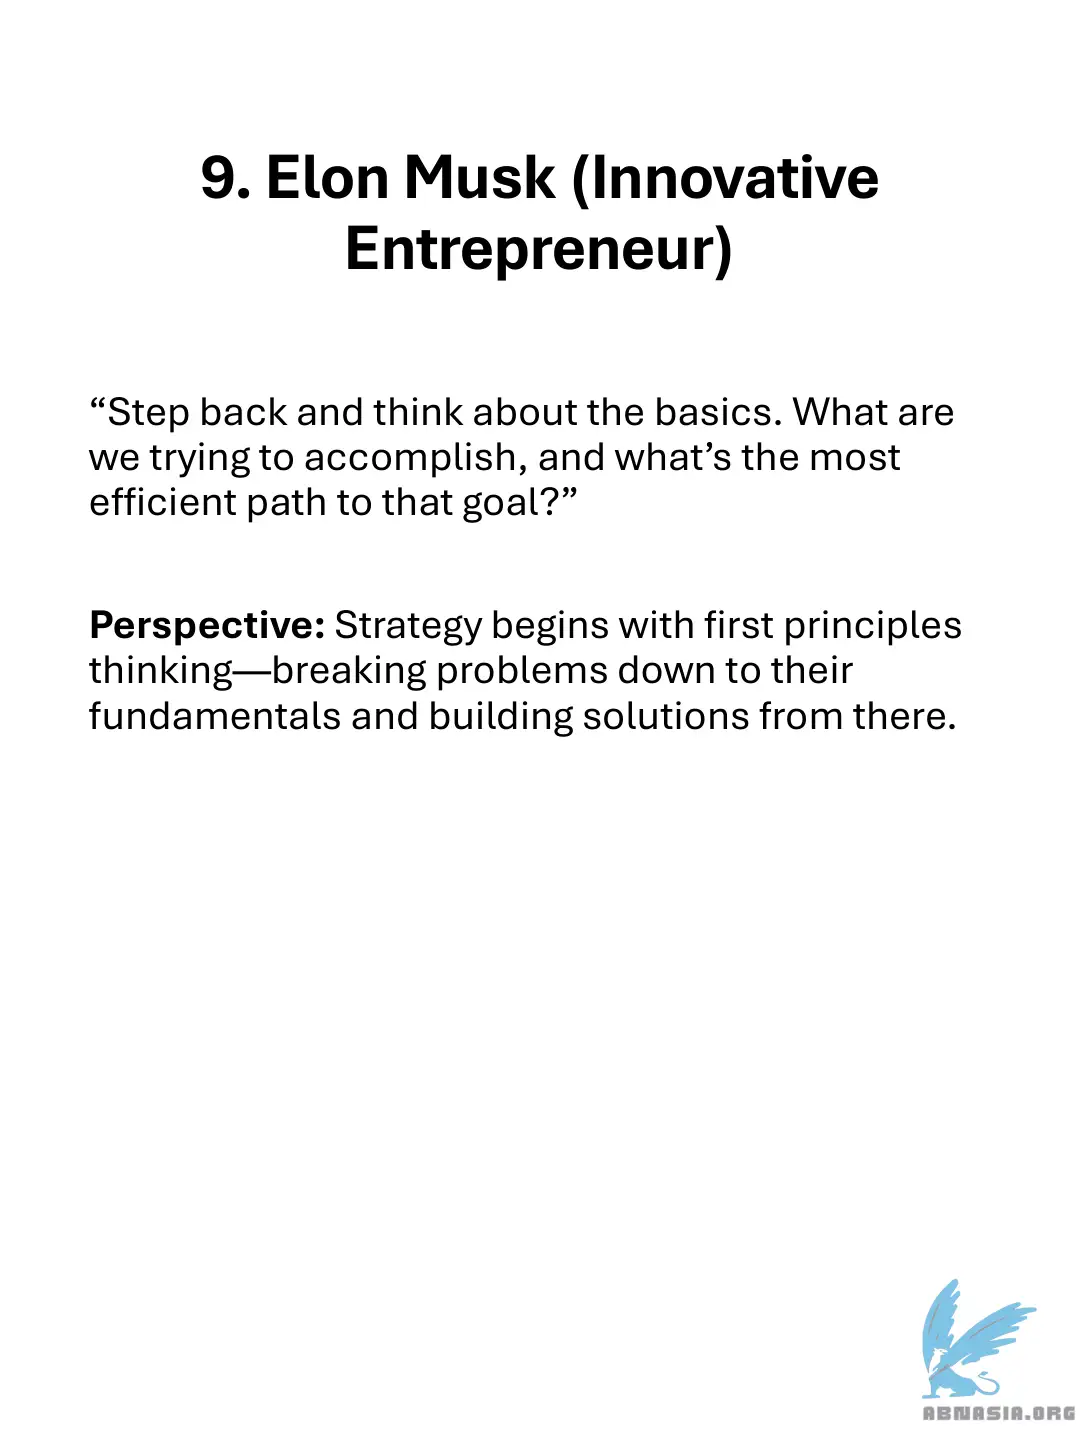 9. Elon Musk (Innovative
Entrepreneur)
“Step back and think about the basics. What are
we trying to accomplish, and what’s the most
efficient path to that goal?”
Perspective: Strategy begins with first principles
thinking—breaking problems down to their
fundamentals and building solutions from there.
ABNASIA.ORG